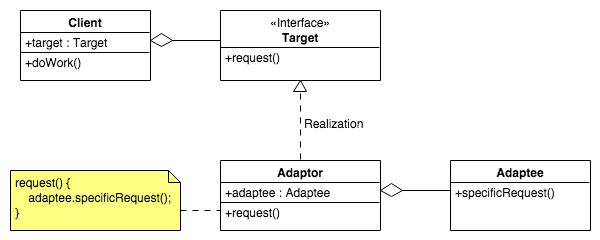 Client
+target : Target
+doWork()
«Interface»
Target
+request()
Realization
request() {
adaptee.specificRequest();
}
Adaptor
+adaptee : Adaptee
+request()
Adaptee
+specificRequest()